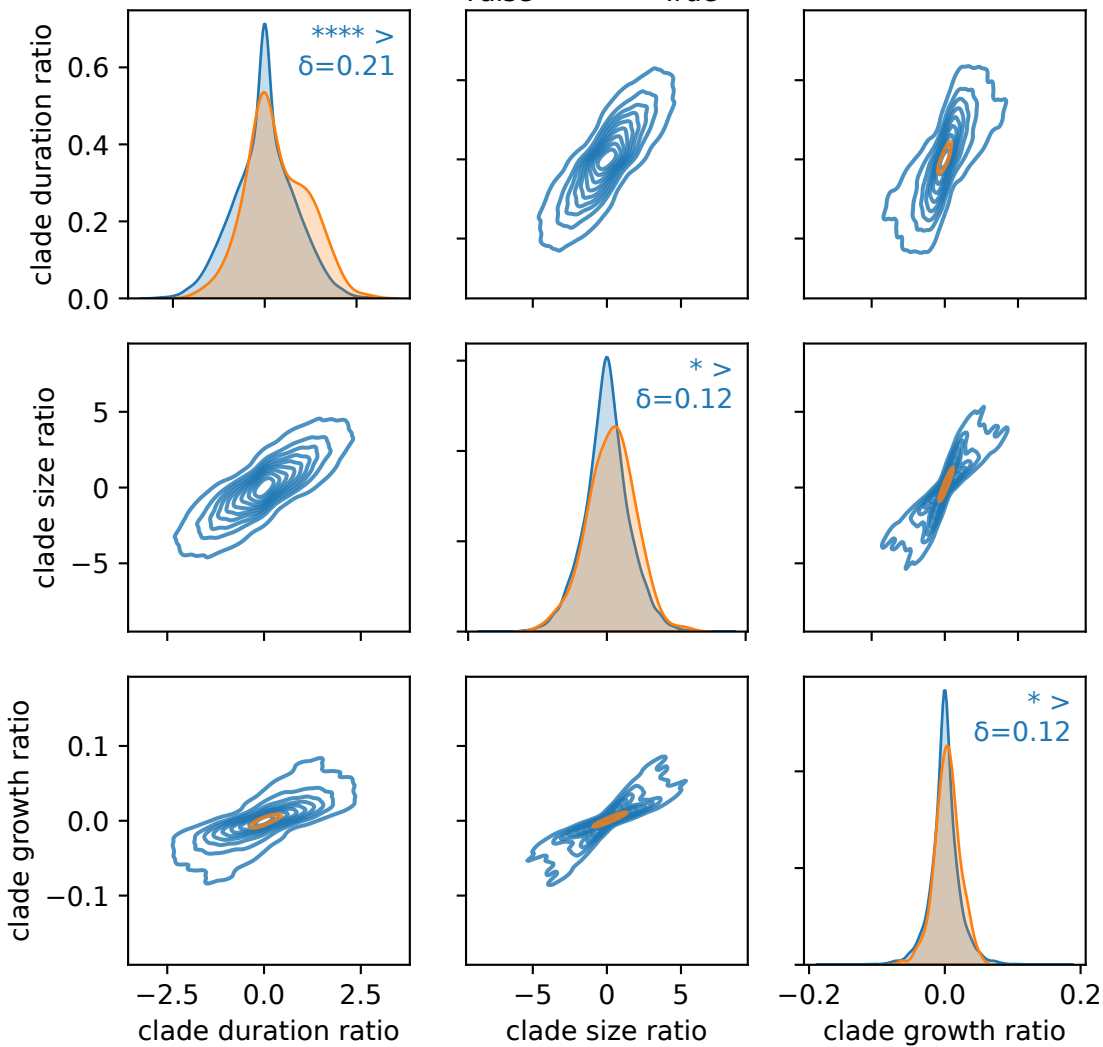 **** >
δ=0.21
clade duration ratio
0.6
0.4
0.2
0.0
* >
δ=0.12
clade size ratio
5
0
−5
* >
δ=0.12
clade growth ratio
0.1
0.0
−0.1
−2.5 0.0 2.5
−5 0 5
−0.2 0.0 0.2
clade duration ratio
clade size ratio
clade growth ratio